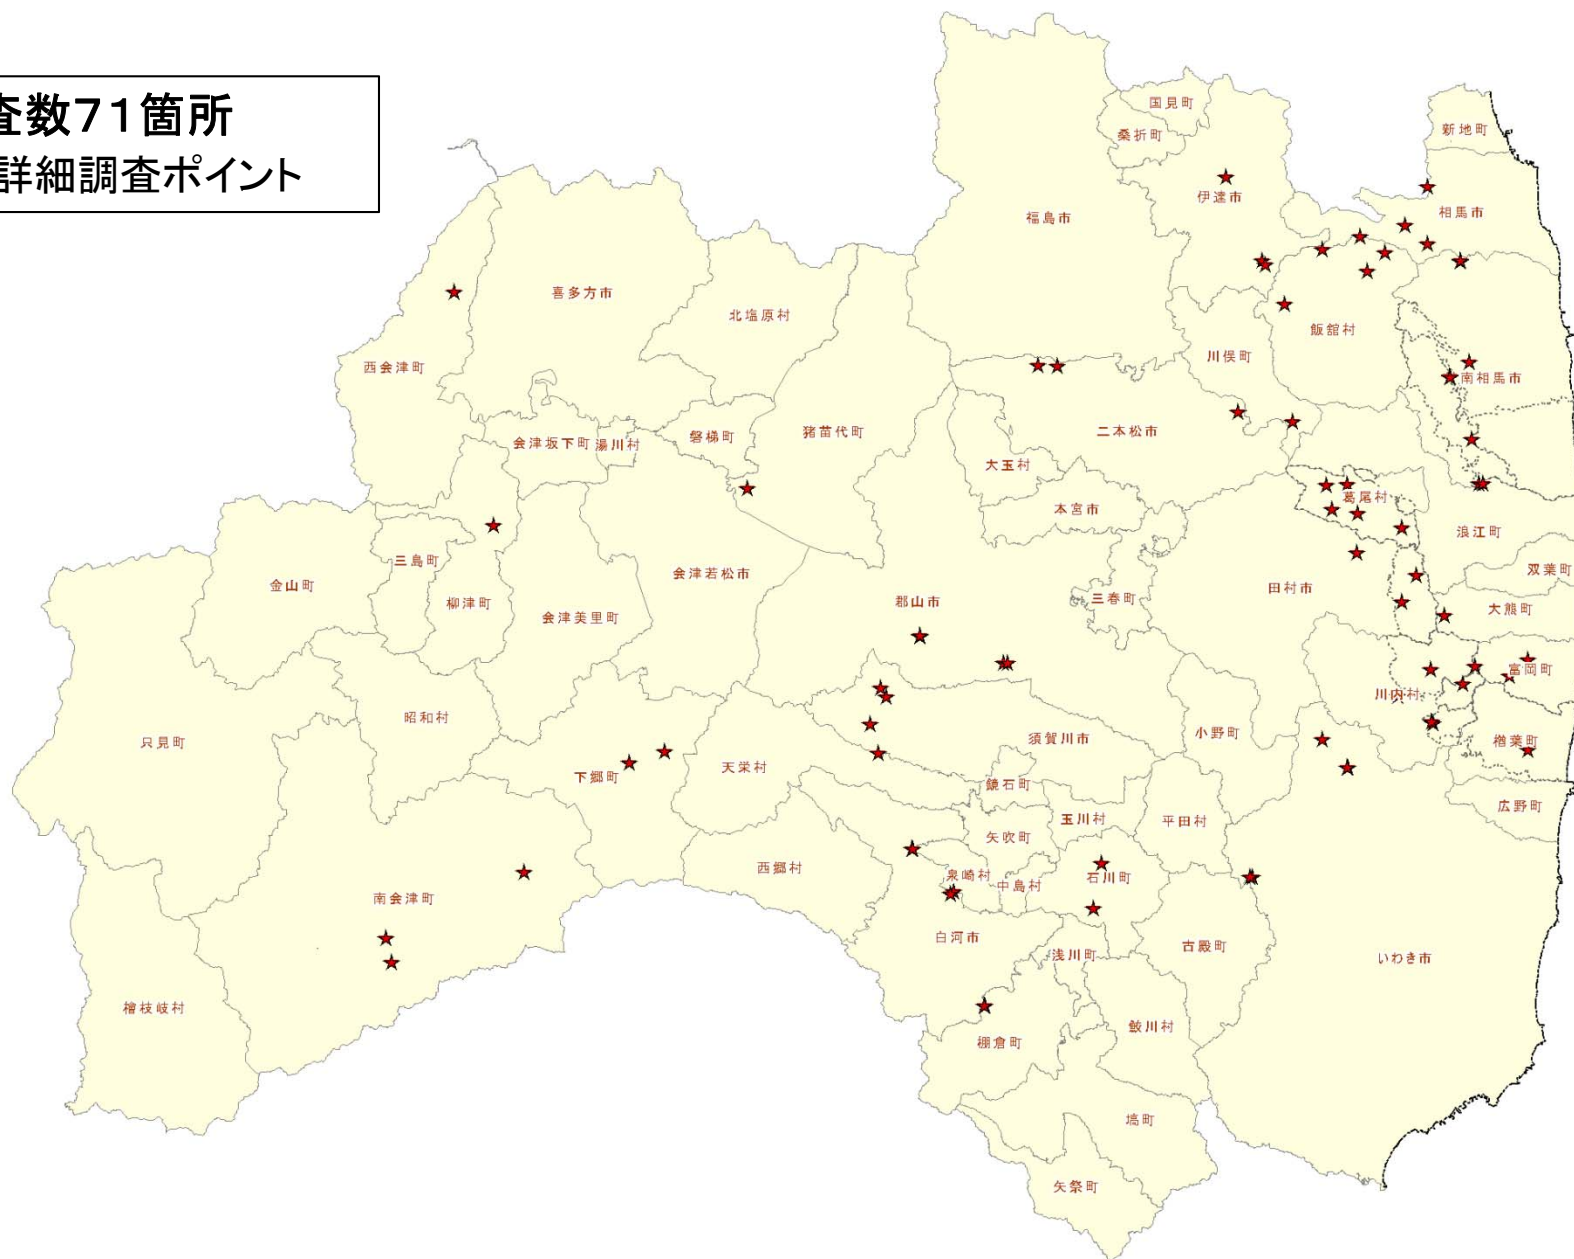 査数71箇所
詳細調査ポイント
国見町
桑折町
新地町
伊達市
福島市
相馬市
喜多方市
北塩原村
飯舘村
川俣町
西会津町
南相馬市
会津坂下町
湯川村
磐梯町
猪苗代町
二本松市
大玉村
葛尾村
本宮市
浪江町
三島町
双葉町
会津若松市
金山町
田村市
柳津町
郡山市
三春町
大熊町
会津美里町
富岡町
川内村
昭和村
只見町
須賀川市
小野町
楢葉町
天栄村
下郷町
鏡石町
広野町
玉川村
平田村
矢吹町
西郷村
泉崎村
中島村
石川町
南会津町
白河市
古殿町
浅川町
いわき市
檜枝岐村
鮫川村
棚倉町
塙町
矢祭町